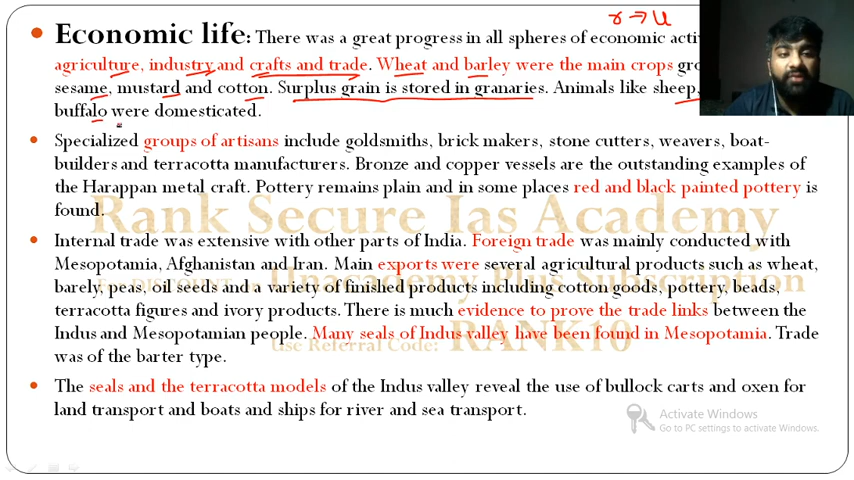 r → u
• Economic life: There was a great progress in all spheres of economic acti
agriculture, industry and crafts and trade. Wheat and barley were the main crops
sesame, mustard and cotton. Surplus grain is stored in granaries. Animals like sheep,
buffalo were domesticated.
• Specialized groups of artisans include goldsmiths, brick makers, stone cutters, weavers, boat-
builders and terracotta manufacturers. Bronze and copper vessels are the outstanding examples of
the Harappan metal craft. Pottery remains plain and in some places red and black painted pottery is
found.
Rank Secure Ias Academy
• Internal trade was extensive with other parts of India. Foreign trade was mainly conducted with
Mesopotamia, Afghanistan and Iran. Main exports were several agricultural products such as wheat,
Unacademy Plus Subscription
barely, peas, oil seeds and a variety of finished products including cotton goods, pottery, beads,
terracotta figures and ivory products. There is much evidence to prove the trade links between the
Indus and Mesopotamian people. Many seals of Indus valley have been found in Mesopotamia. Trade
Use Referral Code: RANK10
was of the barter type.
• The seals and the terracotta models of the Indus valley reveal the use of bullock carts and oxen for
land transport and boats and ships for river and sea transport.
Activate Windows
Go to PC settings to activate Windows.